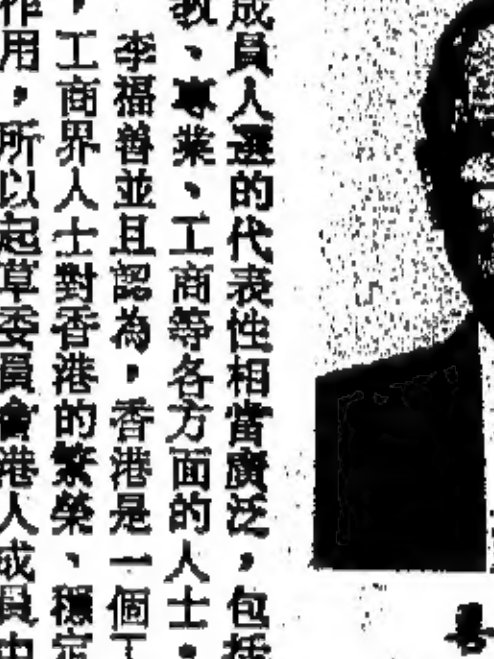 成員人選的代表性相當廣泛，包括
教、專業、工商等各方面的人士。
李福善並且認為，香港是一個工
，工商界人士對香港的繁榮、穩定
作用，所以起草委員會港人成員中
善